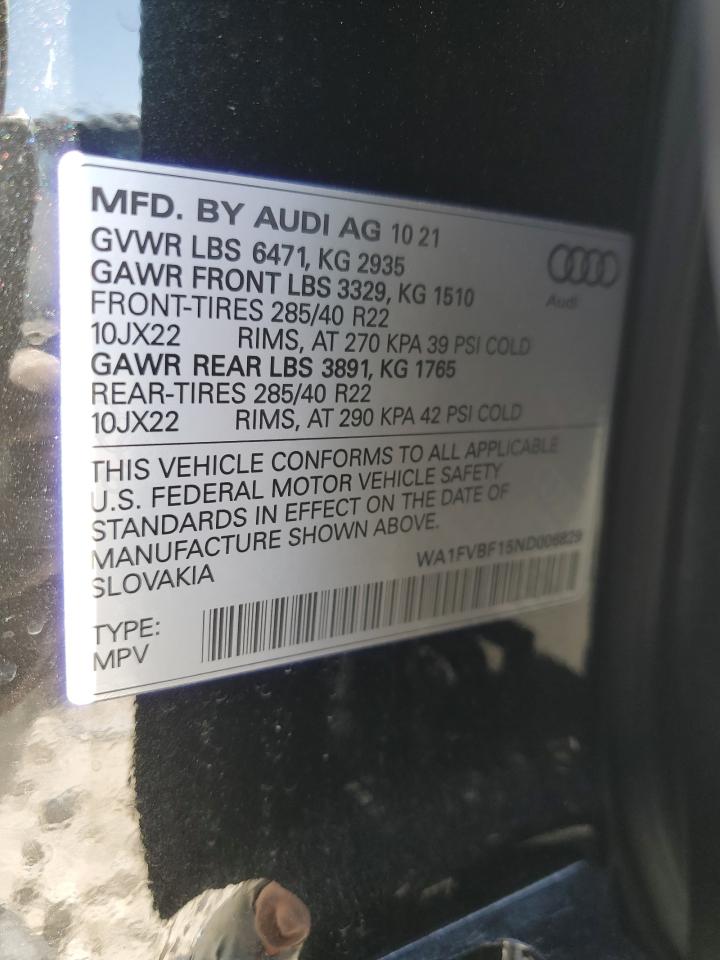 MFD. BY AUDI AG 10 21
GVWR LBS 6471, KG 2935
GAWR FRONT LBS 3329, KG 1510
FRONT-TIRES 285/40 R22
10JX22 RIMS, AT 270 KPA 39 PSI COLD
GAWR REAR LBS 3891, KG 1765
REAR-TIRES 285/40 R22
10JX22 RIMS, AT 290 KPA 42 PSI COLD
Audi
THIS VEHICLE CONFORMS TO ALL APPLICABLE
U.S. FEDERAL MOTOR VEHICLE SAFETY
STANDARDS IN EFFECT ON THE DATE OF
MANUFACTURE SHOWN ABOVE.
SLOVAKIA
WA1FVBF15ND006829
TYPE:
MPV